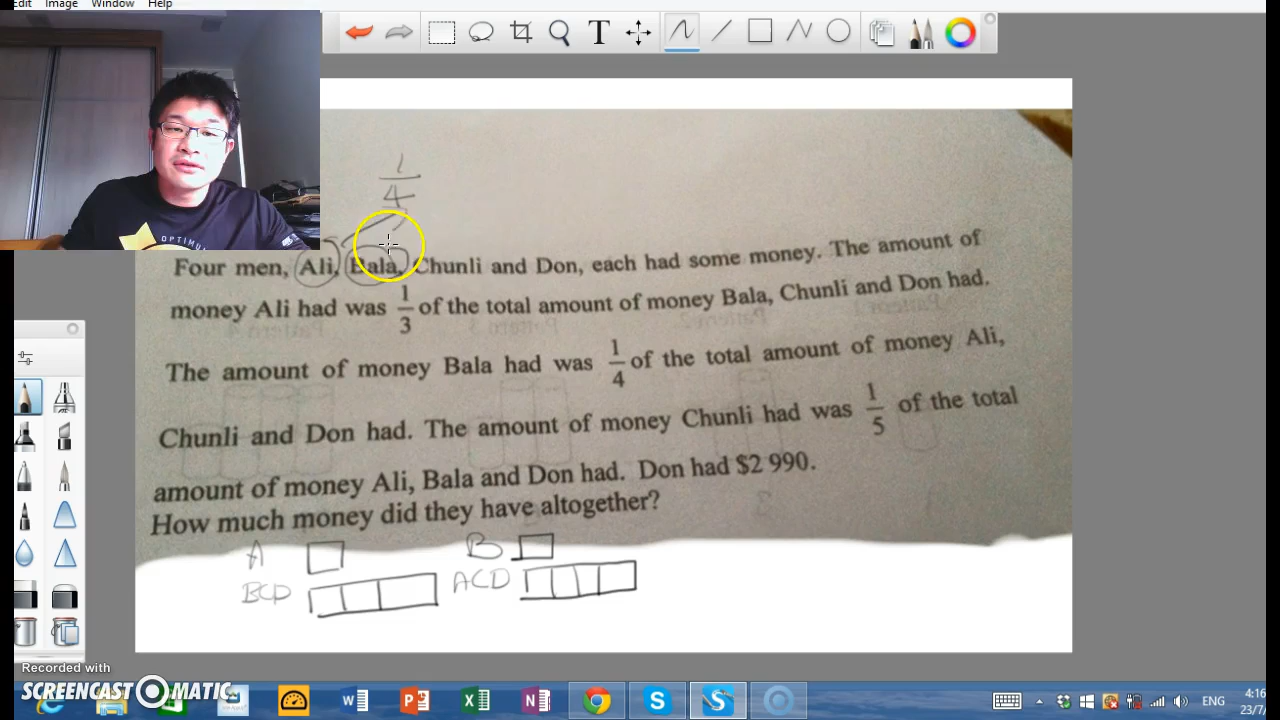 Edit Image Window Help
T
1
4
Four men, Ali, Bala, Chunli and Don, each had some money. The amount of
money Ali had was 1/3 of the total amount of money Bala, Chunli and Don had.
The amount of money Bala had was 1/4 of the total amount of money Ali,
Chunli and Don had. The amount of money Chunli had was 1/5 of the total
amount of money Ali, Bala and Don had. Don had $2 990.
How much money did they have altogether?
A B
BCD ACD
Recorded with
SCREENCAST MATIC
ENG
4:16
23/7/